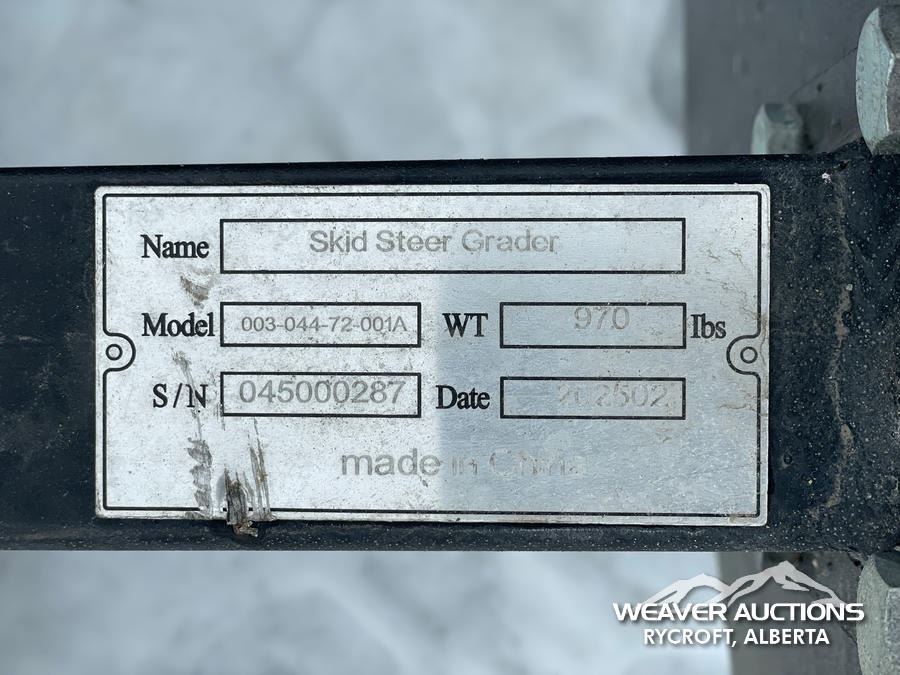 Name Skid Steer Grader
Model 003-044-72-001A WT 970 lbs
S/N 045000287 Date 202502
made in China
WEAVER AUCTIONS
RYCROFT, ALBERTA